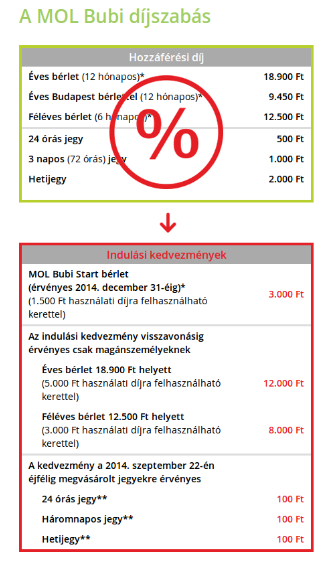 A MOL Bubi díjszabás
Hozzáférési díj
Éves bérlet (12 hónapos)* 18.900 Ft
Éves Budapest bérlettel (12 hónapos)* 9.450 Ft
Féléves bérlet (6 hónapos)* 12.500 Ft
%
24 órás jegy 500 Ft
3 napos (72 órás) jegy 1.000 Ft
Hetijegy 2.000 Ft
Indulási kedvezmények
MOL Bubi Start bérlet
(érvényes 2014. december 31-éig)*
(1.500 Ft használati díjra felhasználható
kerettel)
3.000 Ft
Az indulási kedvezmény visszavonásig
érvényes csak magánszemélyeknek
Éves bérlet 18.900 Ft helyett
(5.000 Ft használati díjra felhasználható
kerettel)
12.000 Ft
Féléves bérlet 12.500 Ft helyett
(3.000 Ft használati díjra felhasználható
kerettel)
8.000 Ft
A kedvezmény a 2014. szeptember 22-én
éjfélig megvásárolt jegyekre érvényes
24 órás jegy** 100 Ft
Háromnapos jegy** 100 Ft
Hetijegy** 100 Ft